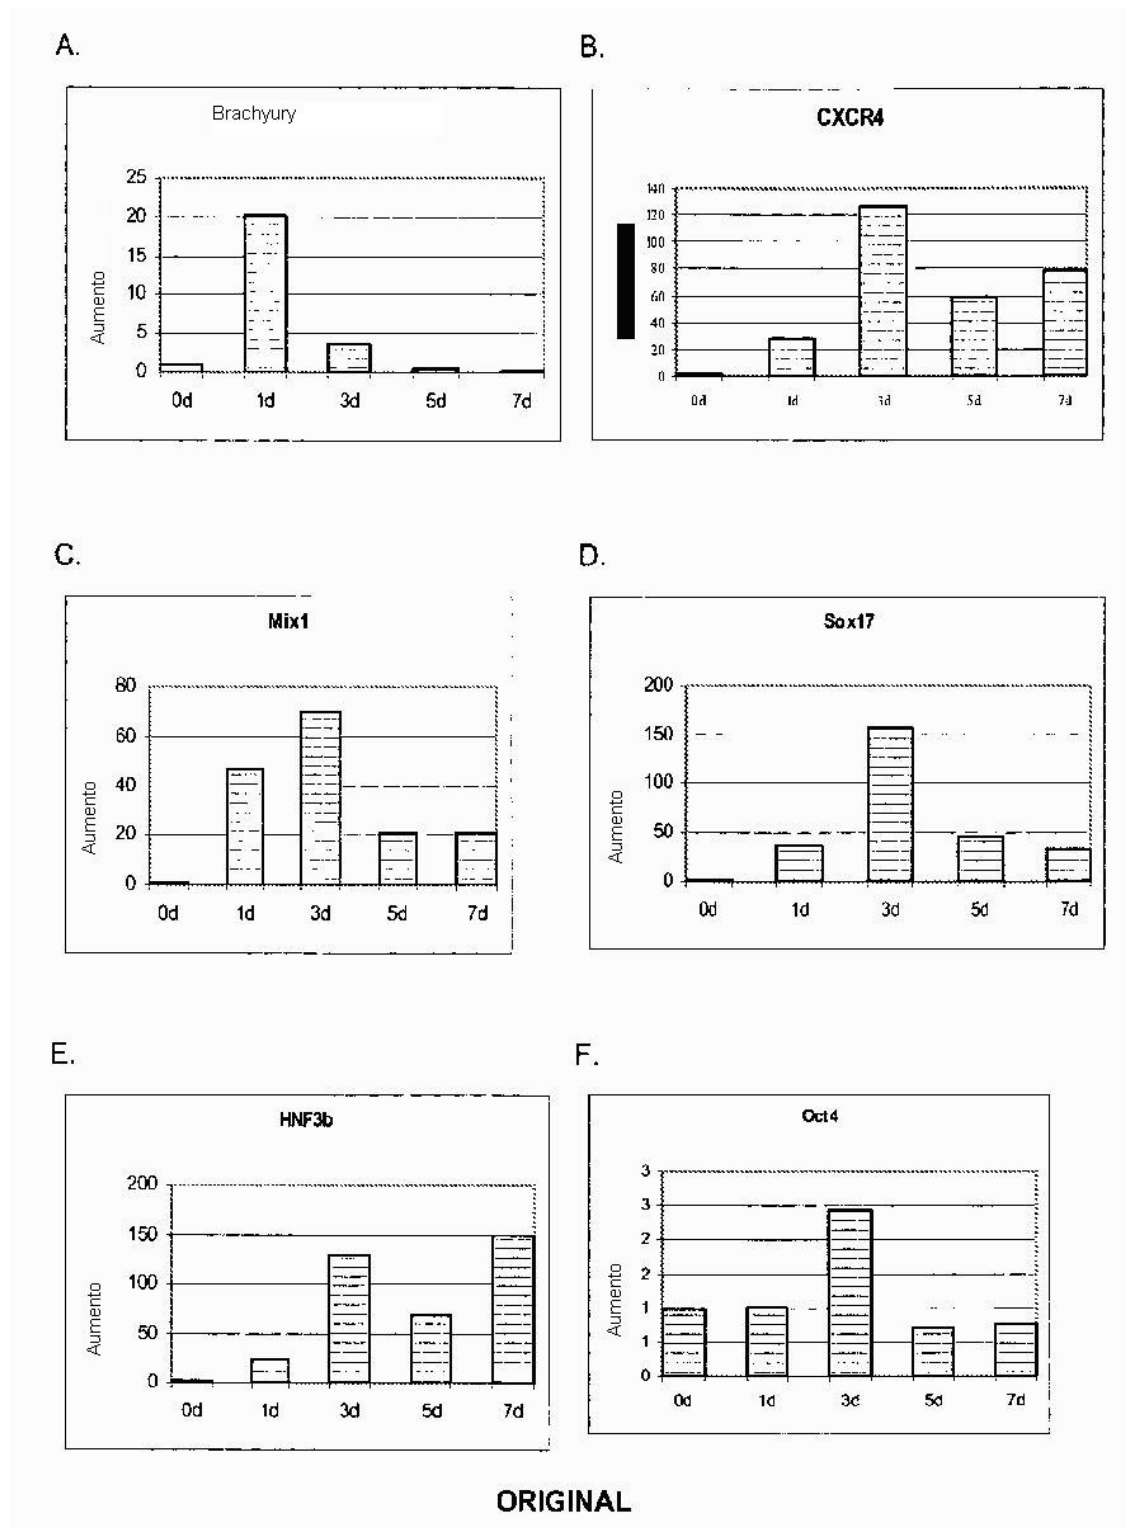 A.
Brachyury
25
20
15
10
5
0
Aumento
0d 1d 3d 5d 7d
B.
CXCR4
140
120
100
80
60
40
20
0
0d 1d 3d 5d 7d
C.
Mix1
80
60
40
20
0
Aumento
0d 1d 3d 5d 7d
D.
Sox17
200
150
100
50
0
Aumento
0d 1d 3d 5d 7d
E.
HNF3b
200
150
100
50
0
Aumento
0d 1d 3d 5d 7d
F.
Oct4
3
3
2
2
1
1
0
Aumento
0d 1d 3d 5d 7d
ORIGINAL